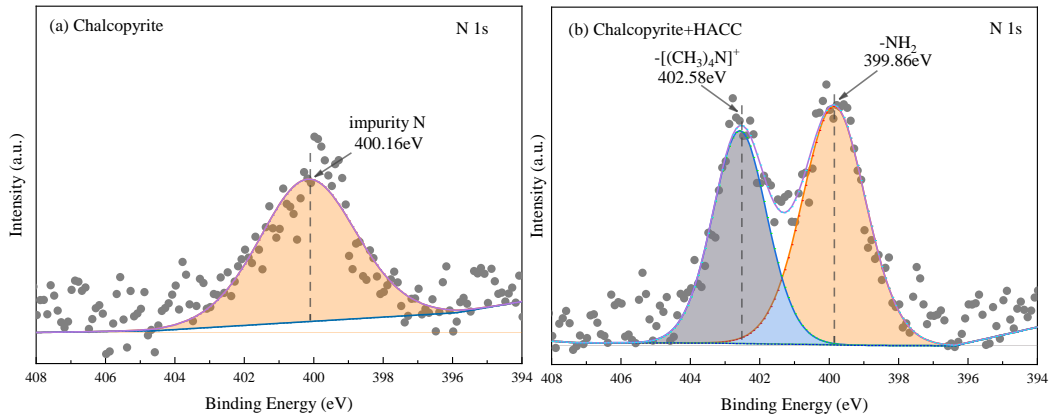 (a) Chalcopyrite
N 1s
impurity N
400.16eV
Intensity (a.u.)
408 406 404 402 400 398 396 394
Binding Energy (eV)
(b) Chalcopyrite+HACC
N 1s
-[(CH₃)₄N]⁺
402.58eV
-NH₂
399.86eV
Intensity (a.u.)
408 406 404 402 400 398 396 394
Binding Energy (eV)